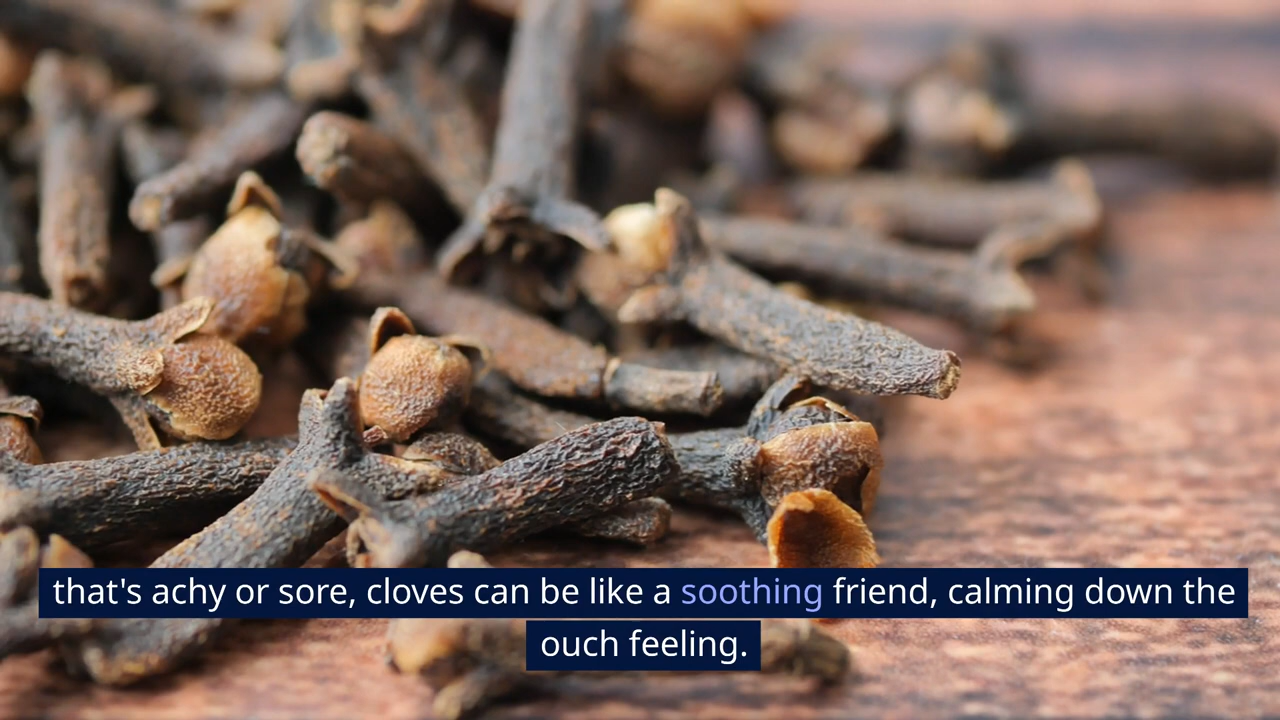 that's achy or sore, cloves can be like a soothing friend, calming down the
ouch feeling.